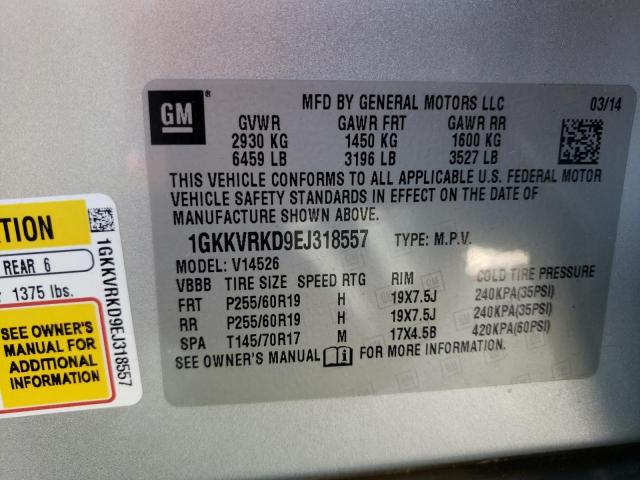 GM
MFD BY GENERAL MOTORS LLC 03/14
GVWR GAWR FRT GAWR RR
2930 KG 1450 KG 1600 KG
6459 LB 3196 LB 3527 LB
THIS VEHICLE CONFORMS TO ALL APPLICABLE U.S. FEDERAL MOTOR
VEHICLE SAFETY STANDARDS IN EFFECT ON THE DATE OF
MANUFACTURE SHOWN ABOVE.
1GKKVRKD9EJ318557 TYPE: M.P.V.
MODEL: V14526
VBBB TIRE SIZE SPEED RTG RIM COLD TIRE PRESSURE
FRT P255/60R19 H 19X7.5J 240KPA(35PSI)
RR P255/60R19 H 19X7.5J 240KPA(35PSI)
SPA T145/70R17 M 17X4.5B 420KPA(60PSI)
SEE OWNER'S MANUAL FOR MORE INFORMATION.
REAR 6
1375 lbs.
SEE OWNER'S
MANUAL FOR
ADDITIONAL
INFORMATION
1GKKVRKD9EJ318557